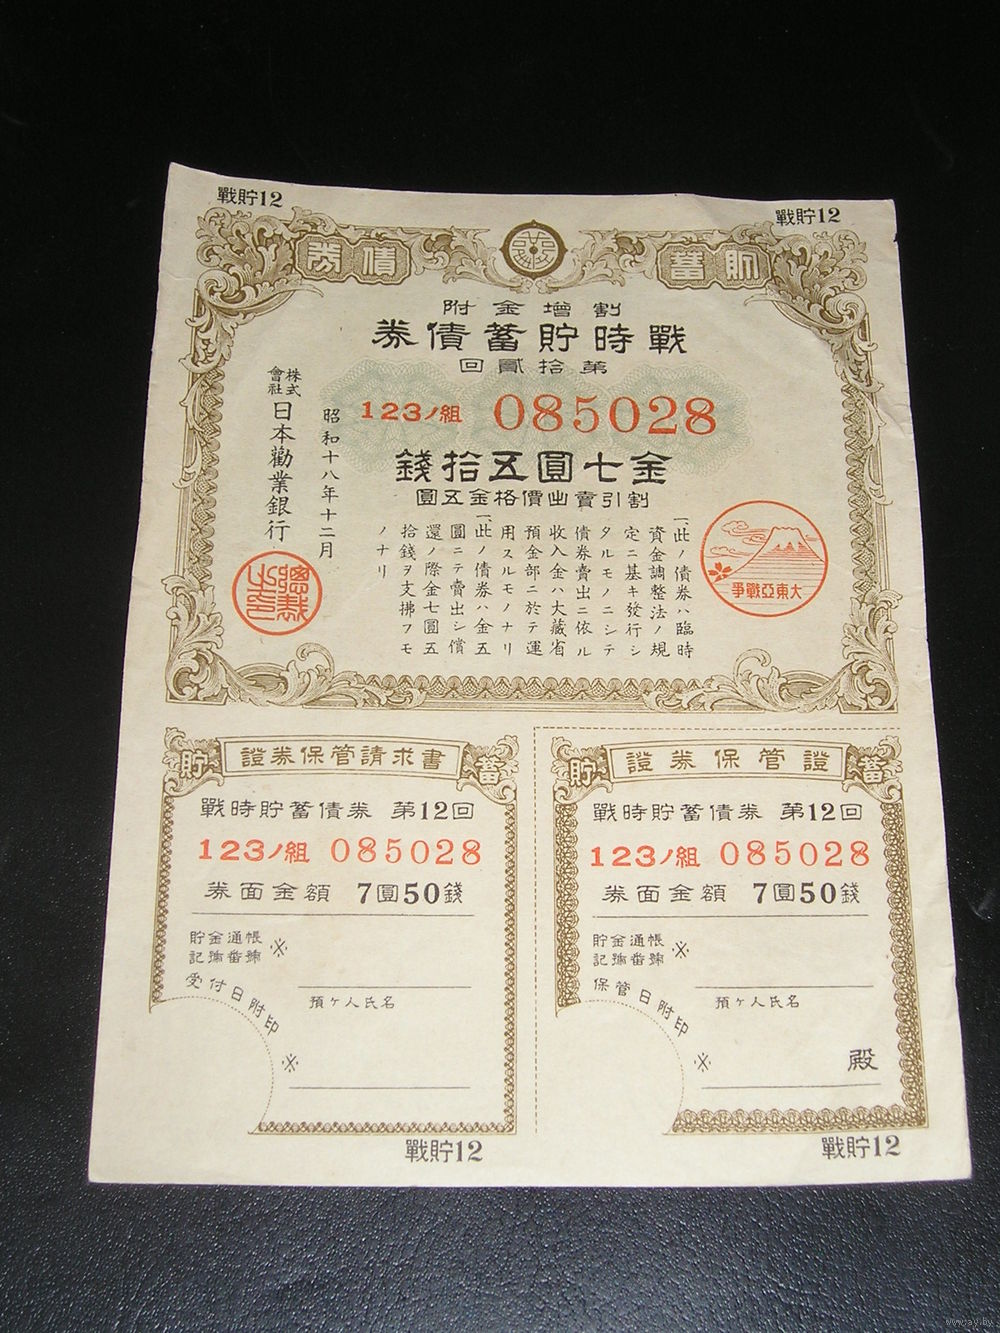 戰貯12
戰貯12
貯蓄
債券
割增金附
戰時貯蓄債券
第拾貳回
123ノ組 085028
金七圓五拾錢
割引賣出價格金五圓
大東亞戰爭
一、此ノ債券ハ臨時
資金調整法ノ規
定ニ基キ發行シ
タルモノニシテ
債券賣出ニ依ル
收入金ハ大藏省
預金部ニ於テ運
用スルモノナリ
一、此ノ債券ハ金五
圓ニテ賣出シ償
還ノ際金七圓五
拾錢ヲ支拂フモ
ノナリ
昭和十八年十二月
株式會社日本勸業銀行
貯蓄
證券保管請求書
戰時貯蓄債券 第12回
123ノ組 085028
券面金額 7圓50錢
貯金通帳
記號番號
※
受付日附印
預ケ人氏名
※
戰貯12
貯蓄
證券保管證
戰時貯蓄債券 第12回
123ノ組 085028
券面金額 7圓50錢
貯金通帳
記號番號
※
保管日附印
預ケ人氏名
※
殿
戰貯12
www.ay.by